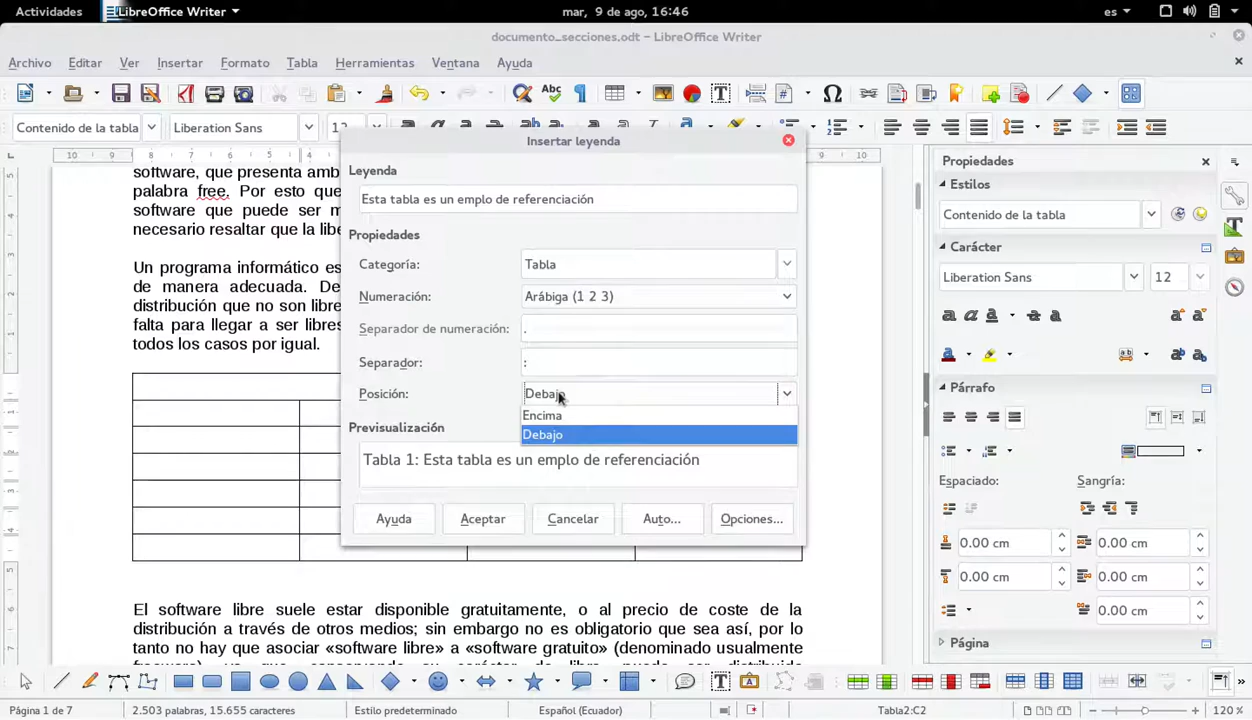 Actividades LibreOffice Writer mar, 9 de ago, 16:46 es
documento_secciones.odt – LibreOffice Writer
Archivo Editar Ver Insertar Formato Tabla Herramientas Ventana Ayuda
Contenido de la tabla Liberation Sans 12
Insertar leyenda
10 8 7 6 5 4 3 9 10
software, que presenta amb
palabra free. Por esto que
software que puede ser m
necesario resaltar que la libe
Un programa informático es
de manera adecuada. De
distribución que no son libre
falta para llegar a ser libres
todos los casos por igual.
Leyenda
Esta tabla es un emplo de referenciación
Propiedades
Categoría: Tabla
Numeración: Arábiga (1 2 3)
Separador de numeración: .
Separador: :
Posición: Debajo
Encima
Debajo
Previsualización
Tabla 1: Esta tabla es un emplo de referenciación
Ayuda Aceptar Cancelar Auto... Opciones...
El software libre suele estar disponible gratuitamente, o al precio de coste de la
distribución a través de otros medios; sin embargo no es obligatorio que sea así, por lo
tanto no hay que asociar «software libre» a «software gratuito» (denominado usualmente
Propiedades
Estilos
Contenido de la tabla
Carácter
Liberation Sans 12
Párrafo
Espaciado: Sangría:
0.00 cm 0.00 cm
0.00 cm 0.00 cm
0.00 cm
Página
Página 1 de 7 2.503 palabras, 15.655 caracteres Estilo predeterminado Español (Ecuador) Tabla2:C2 120 %